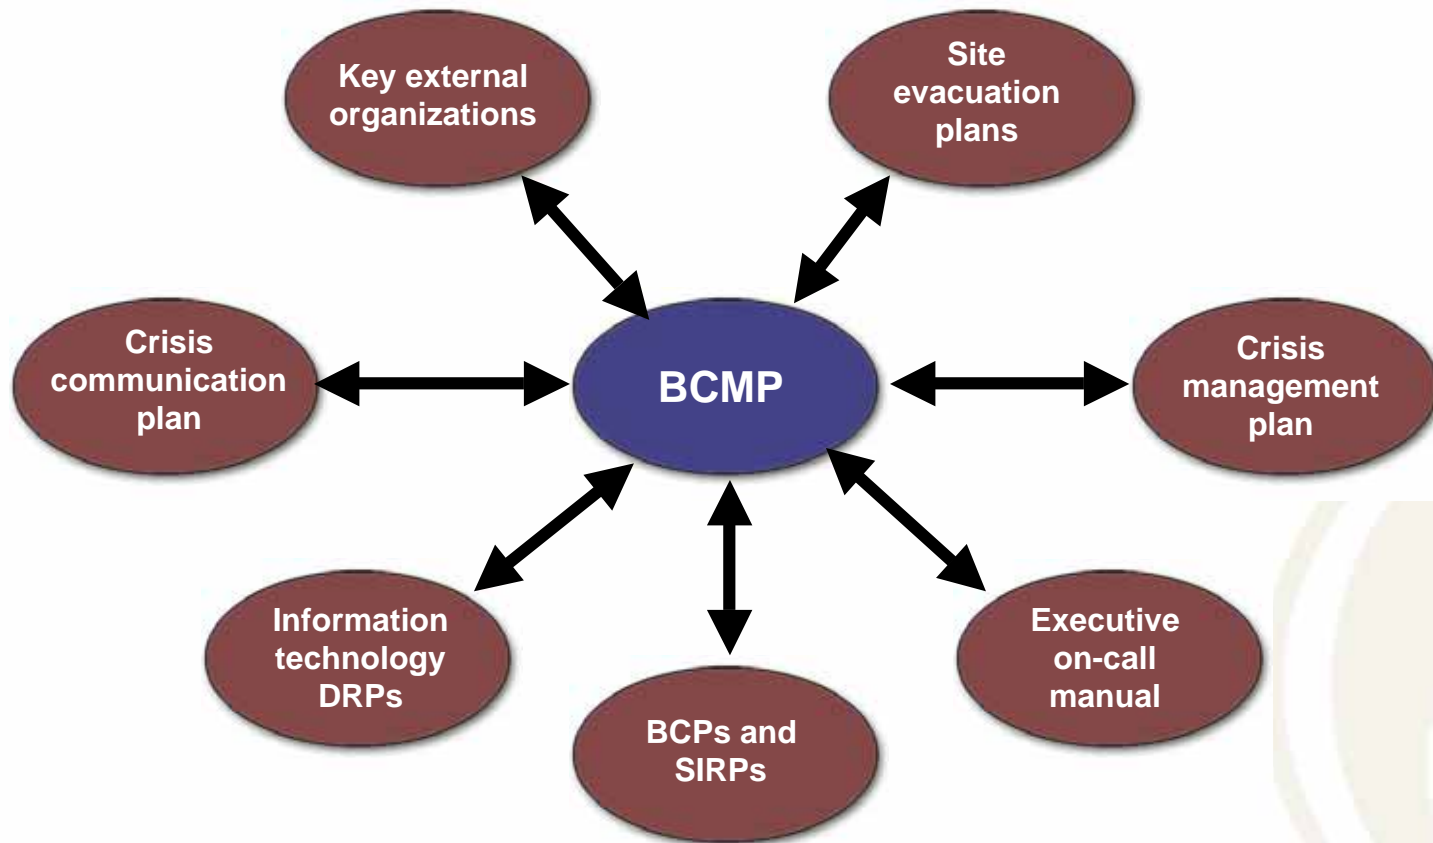 Key external
organizations
Site
evacuation
plans
Crisis
communication
plan
BCMP
Crisis
management
plan
Information
technology
DRPs
BCPs and
SIRPs
Executive
on-call
manual